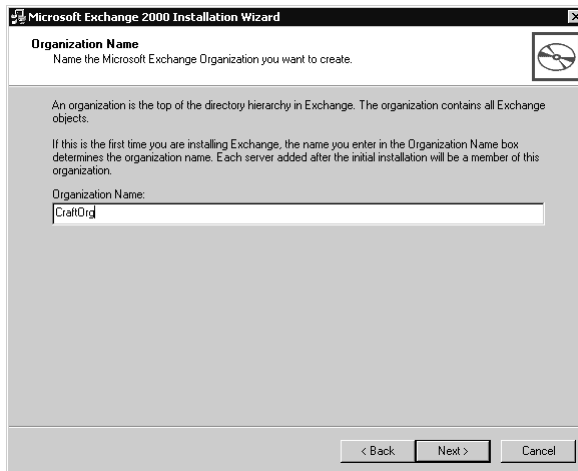 Microsoft Exchange 2000 Installation Wizard
Organization Name
Name the Microsoft Exchange Organization you want to create.
An organization is the top of the directory hierarchy in Exchange. The organization contains all Exchange
objects.
If this is the first time you are installing Exchange, the name you enter in the Organization Name box
determines the organization name. Each server added after the initial installation will be a member of this
organization.
Organization Name:
CraftOrg
< Back Next > Cancel